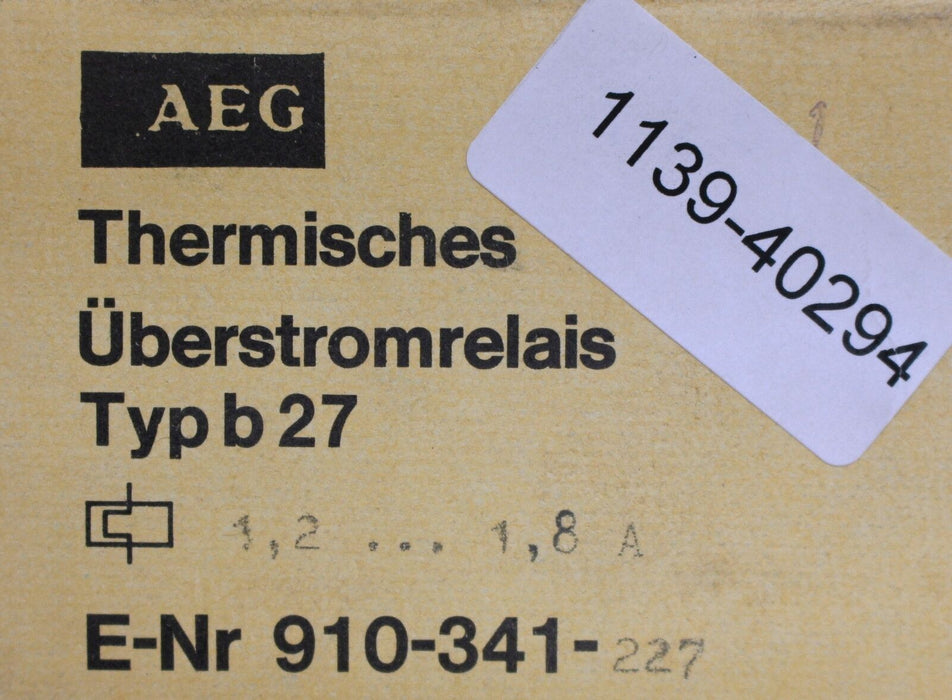 AEG
1139-40294
Thermisches
Überstromrelais
Typ b 27
1,2 ... 1,8 A
E-Nr 910-341-227